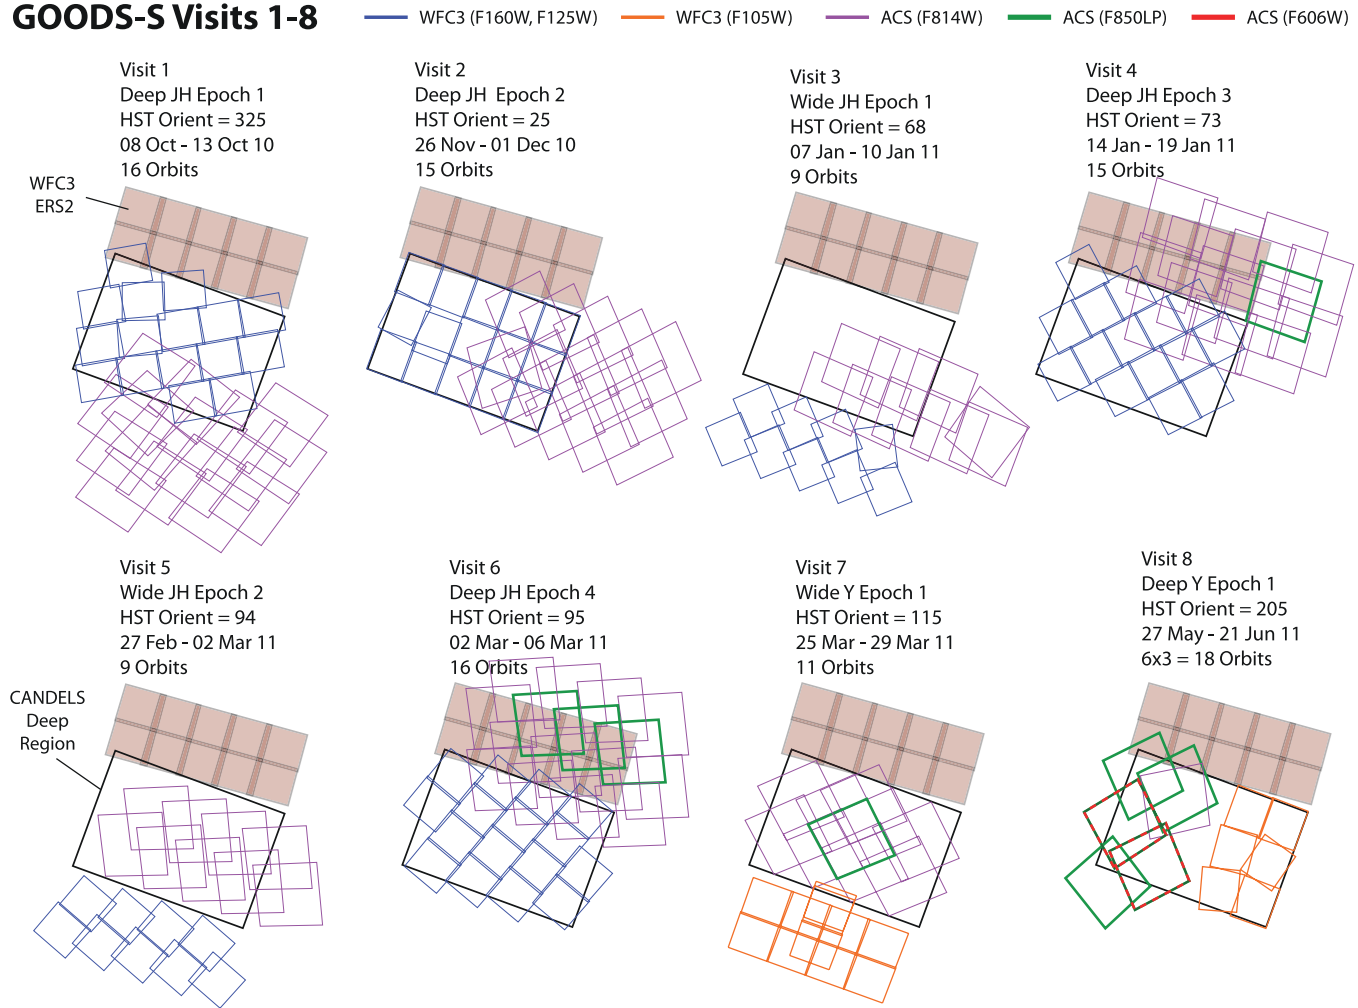 GOODS-S Visits 1-8
WFC3 (F160W, F125W)
WFC3 (F105W)
ACS (F814W)
ACS (F850LP)
ACS (F606W)
Visit 1
Deep JH Epoch 1
HST Orient = 325
08 Oct - 13 Oct 10
16 Orbits
Visit 2
Deep JH Epoch 2
HST Orient = 25
26 Nov - 01 Dec 10
15 Orbits
Visit 3
Wide JH Epoch 1
HST Orient = 68
07 Jan - 10 Jan 11
9 Orbits
Visit 4
Deep JH Epoch 3
HST Orient = 73
14 Jan - 19 Jan 11
15 Orbits
WFC3
ERS2
Visit 5
Wide JH Epoch 2
HST Orient = 94
27 Feb - 02 Mar 11
9 Orbits
Visit 6
Deep JH Epoch 4
HST Orient = 95
02 Mar - 06 Mar 11
16 Orbits
Visit 7
Wide Y Epoch 1
HST Orient = 115
25 Mar - 29 Mar 11
11 Orbits
Visit 8
Deep Y Epoch 1
HST Orient = 205
27 May - 21 Jun 11
6x3 = 18 Orbits
CANDELS
Deep
Region